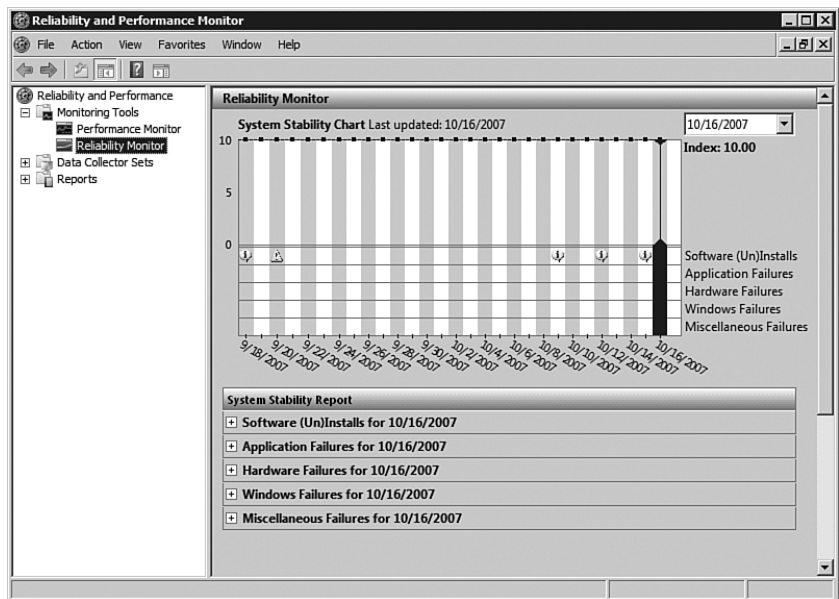 Reliability and Performance Monitor
File Action View Favorites Window Help
Reliability and Performance
Monitoring Tools
Performance Monitor
Reliability Monitor
Data Collector Sets
Reports
Reliability Monitor
System Stability Chart Last updated: 10/16/2007
10/16/2007
Index: 10.00
10
5
0
Software (Un)Installs
Application Failures
Hardware Failures
Windows Failures
Miscellaneous Failures
9/18/2007
9/20/2007
9/22/2007
9/24/2007
9/26/2007
9/28/2007
9/30/2007
10/2/2007
10/4/2007
10/6/2007
10/8/2007
10/10/2007
10/12/2007
10/14/2007
10/16/2007
System Stability Report
Software (Un)Installs for 10/16/2007
Application Failures for 10/16/2007
Hardware Failures for 10/16/2007
Windows Failures for 10/16/2007
Miscellaneous Failures for 10/16/2007